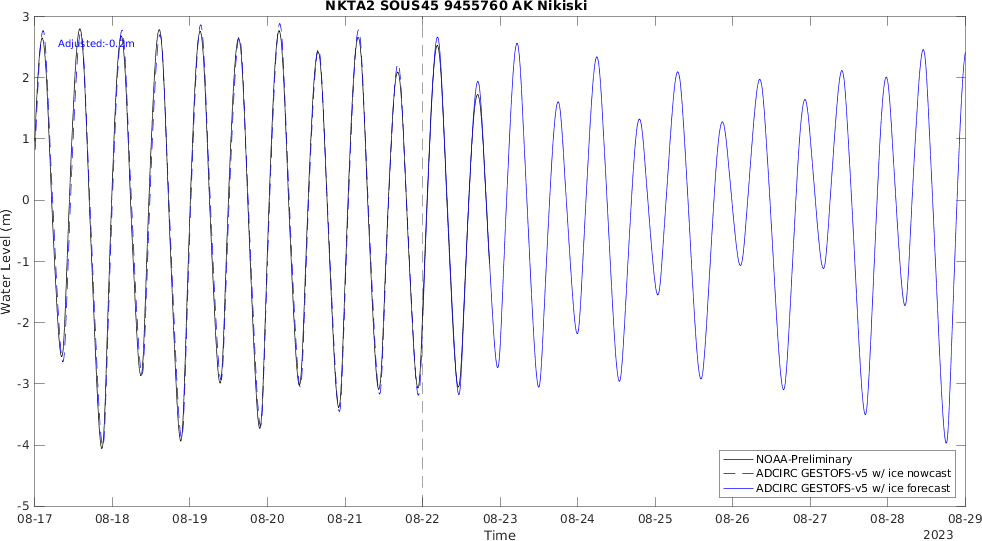 NKTA2 SOUS45 9455760 AK Nikiski
Adjusted:-0.2m
3
2
1
0
-1
-2
-3
-4
-5
Water Level (m)
NOAA-Preliminary
ADCIRC GESTOFS-v5 w/ ice nowcast
ADCIRC GESTOFS-v5 w/ ice forecast
08-17 08-18 08-19 08-20 08-21 08-22 08-23 08-24 08-25 08-26 08-27 08-28 08-29
Time
2023